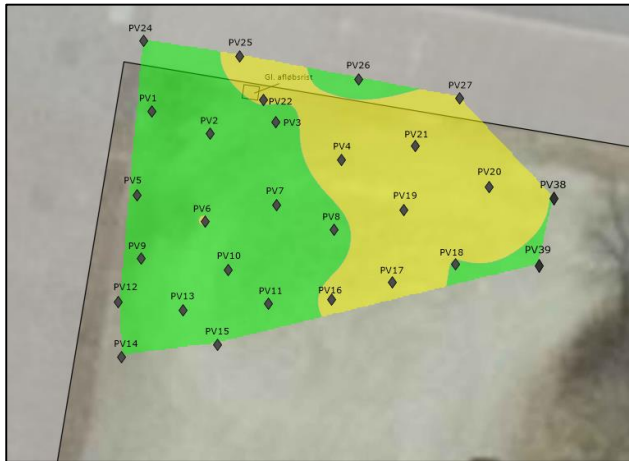 PV24
PV25
PV26
Gl. afløbsrist
PV27
PV22
PV1
PV2
PV3
PV4
PV21
PV5
PV6
PV7
PV19
PV20
PV38
PV8
PV9
PV10
PV18
PV39
PV12
PV13
PV11
PV16
PV17
PV14
PV15